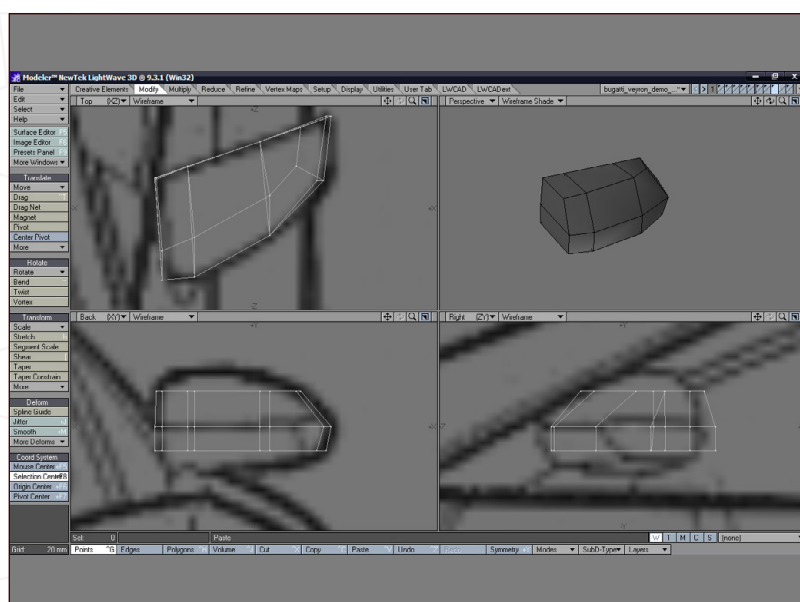 Modeler™ NewTek LightWave 3D ® 9.3.1 (Win32)
File Creative Elements Modify Multiply Reduce Refine Vertex Maps Setup Display Utilities User Tab LWCAD LWCADext bugatti_veyron_demo_... 1
Edit Top (XZ) Wireframe Perspective Wireframe Shade
Select
Help
Surface Editor F5
Image Editor F6
Presets Panel
More Windows
Translate
Move
Drag
Drag Net
Magnet
Pivot
Center Pivot
More
Rotate
Rotate
Bend
Twist
Vortex
Transform Back (XY) Wireframe Right (ZY) Wireframe
Scale
Stretch
Segment Scale
Shear
Taper
Taper Constrain
More
Deform
Spline Guide
Jitter
Smooth
More Deforms
Coord System
Mouse Center
Selection Center
Origin Center
Pivot Center
Sel: 0 Paste W T M C S (none)
Grid: 20 mm Points ^G Edges Polygons ^H Volume Cut Copy Paste Undo Symmetry Modes SubD-Type Layers